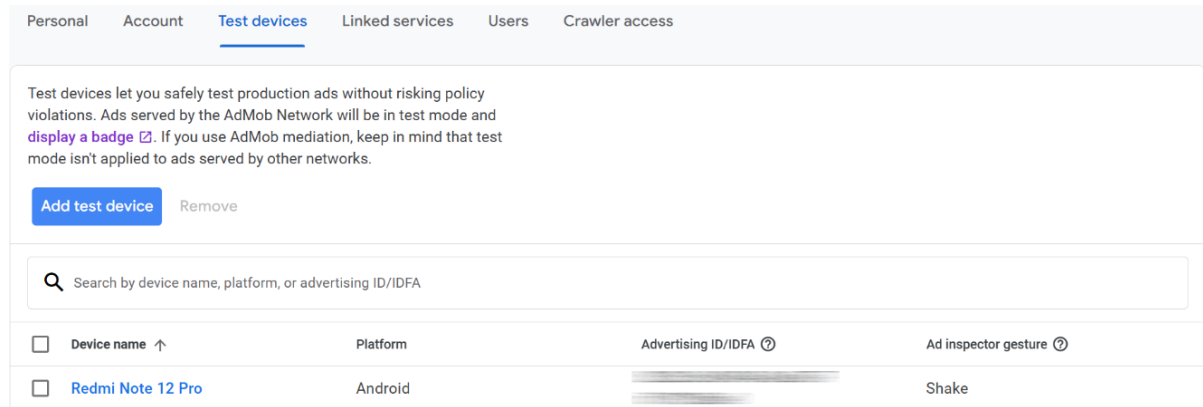 Personal Account Test devices Linked services Users Crawler access
Test devices let you safely test production ads without risking policy
violations. Ads served by the AdMob Network will be in test mode and
display a badge. If you use AdMob mediation, keep in mind that test
mode isn't applied to ads served by other networks.
Add test device Remove
Search by device name, platform, or advertising ID/IDFA
Device name Platform Advertising ID/IDFA Ad inspector gesture
Redmi Note 12 Pro Android Shake